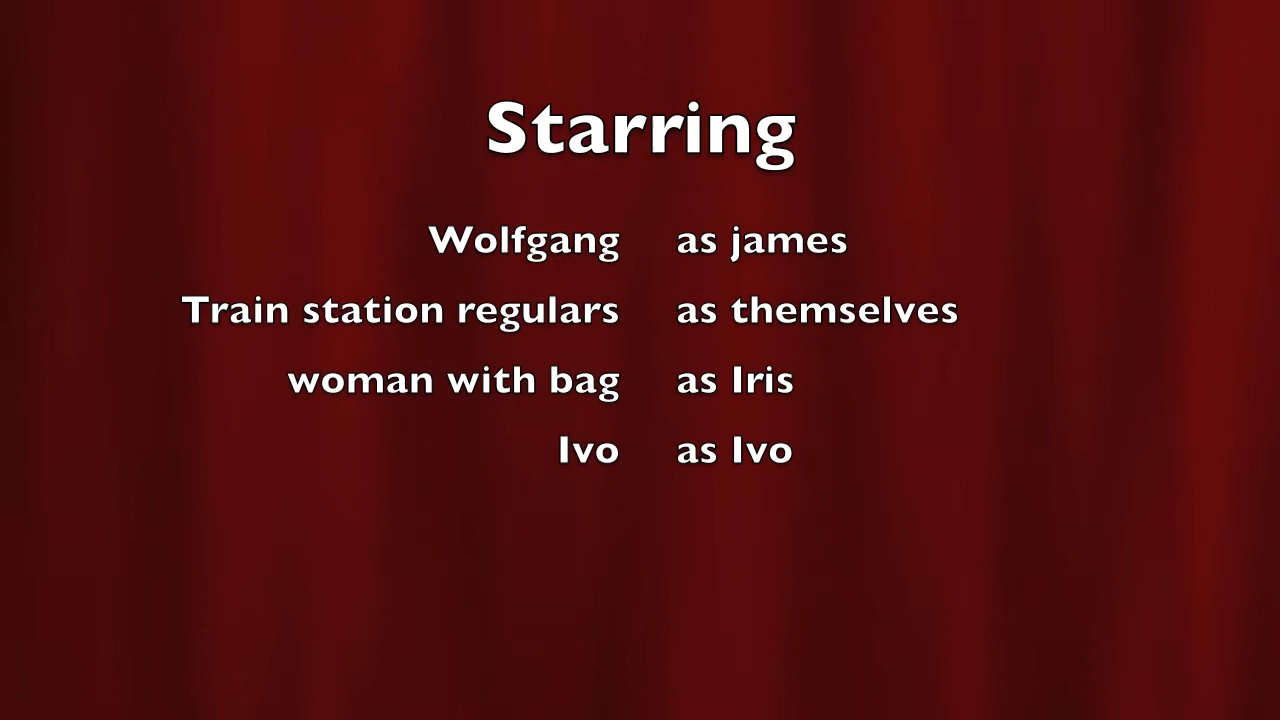 Starring
Wolfgang as james
Train station regulars as themselves
woman with bag as Iris
Ivo as Ivo